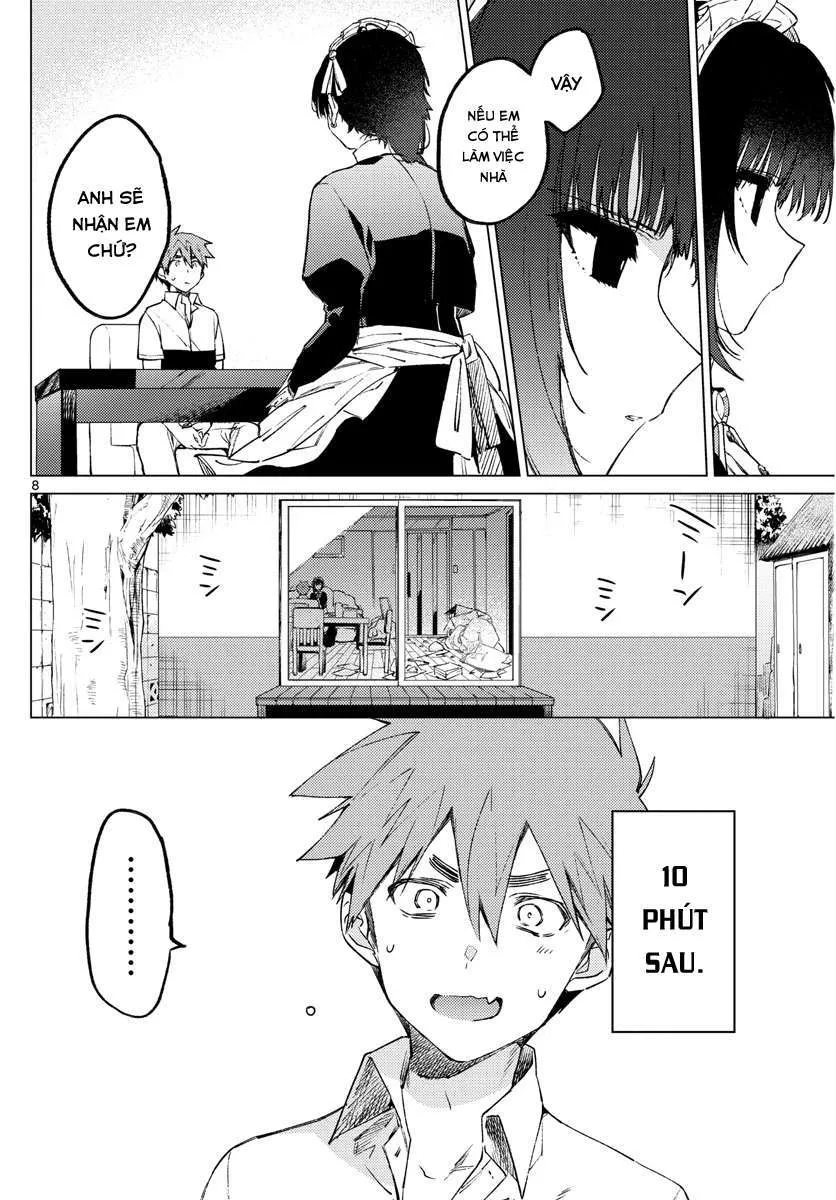 VẬY
NẾU EM
CÓ THỂ
LÀM VIỆC
NHÀ
ANH SẼ
NHẬN EM
CHỨ?
8
10
PHÚT
SAU.
.........